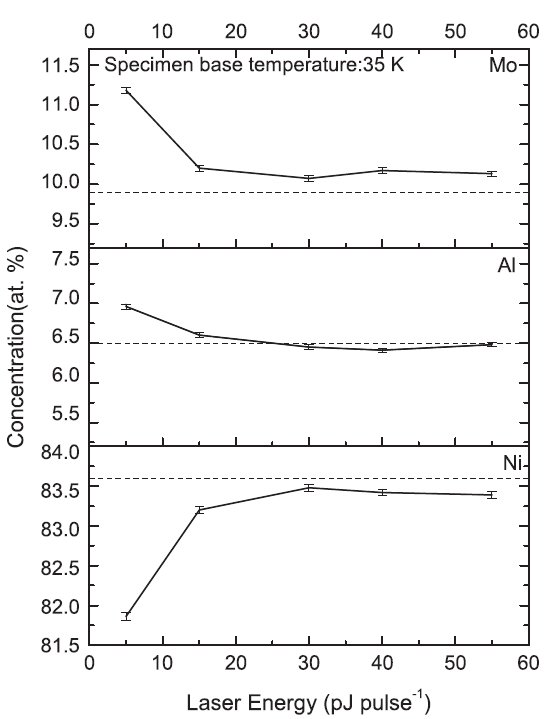 0 10 20 30 40 50 60
Specimen base temperature:35 K Mo
11.5
11.0
10.5
10.0
9.5
Al
7.5
7.0
6.5
6.0
5.5
Ni
84.0
83.5
83.0
82.5
82.0
81.5
Concentration(at. %)
0 10 20 30 40 50 60
Laser Energy (pJ pulse⁻¹)